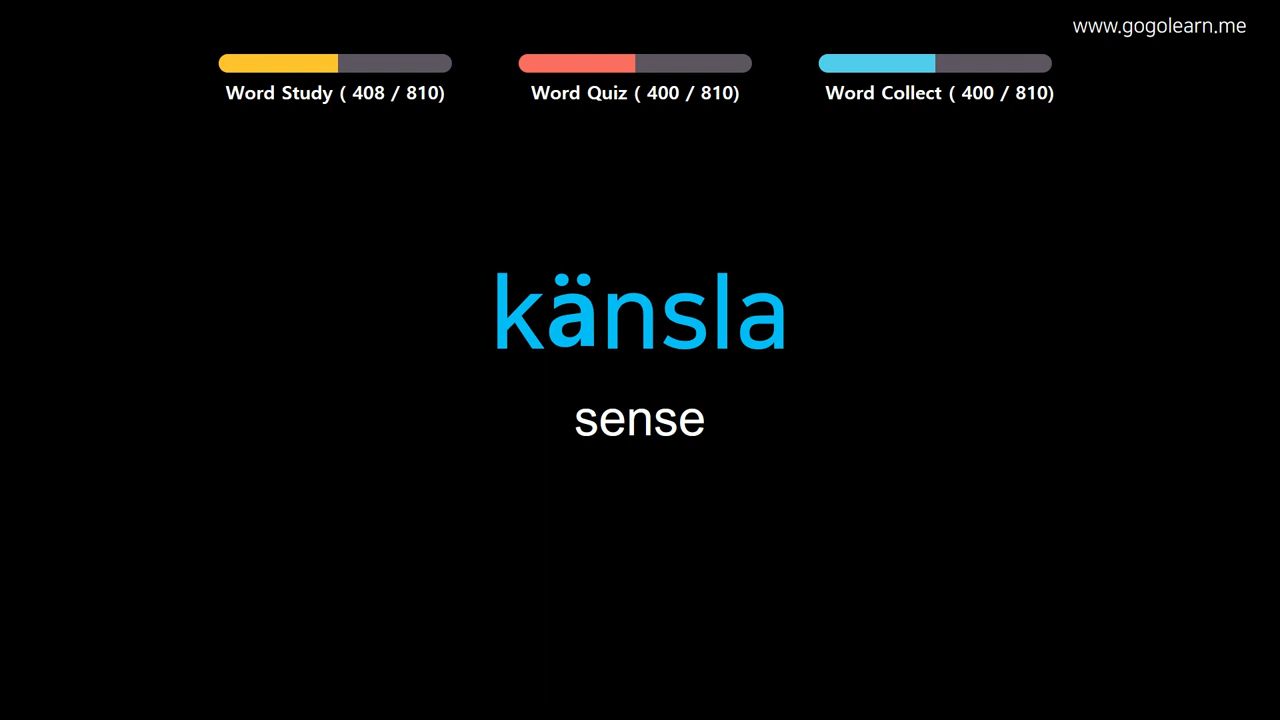 www.gogolearn.me
Word Study ( 408 / 810)
Word Quiz ( 400 / 810)
Word Collect ( 400 / 810)
känsla
sense